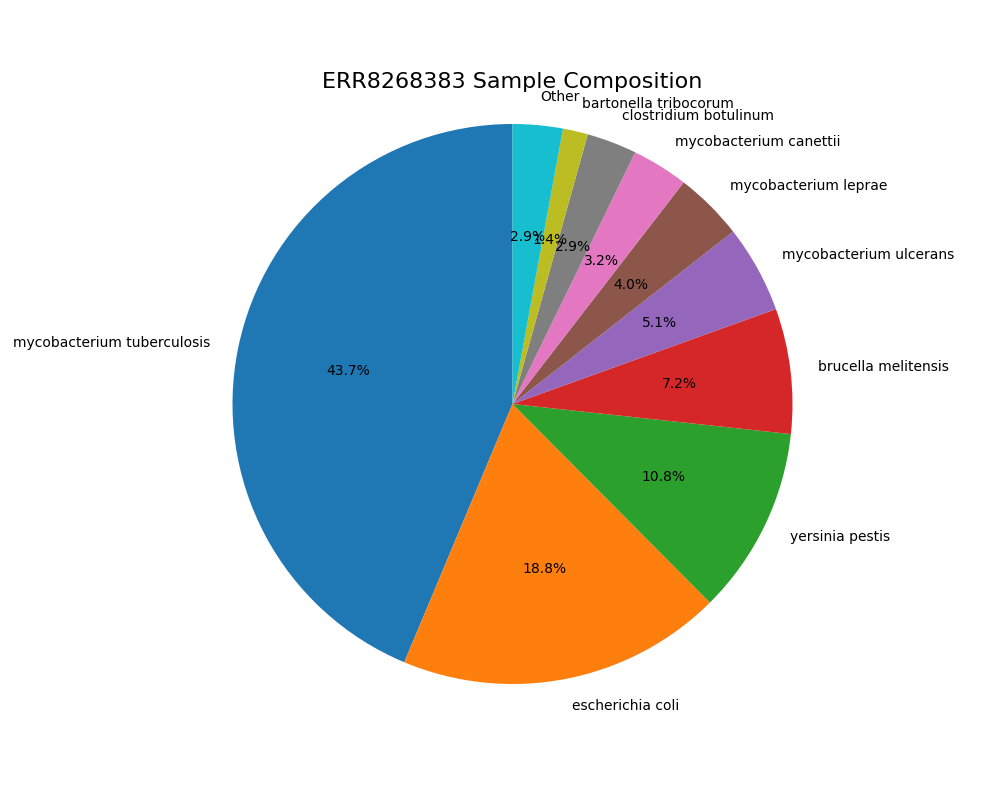 ERR8268383 Sample Composition
Other
bartonella tribocorum
clostridium botulinum
mycobacterium canettii
mycobacterium leprae
mycobacterium ulcerans
brucella melitensis
yersinia pestis
escherichia coli
mycobacterium tuberculosis
2.9%
1.4%
2.9%
3.2%
4.0%
5.1%
7.2%
10.8%
18.8%
43.7%